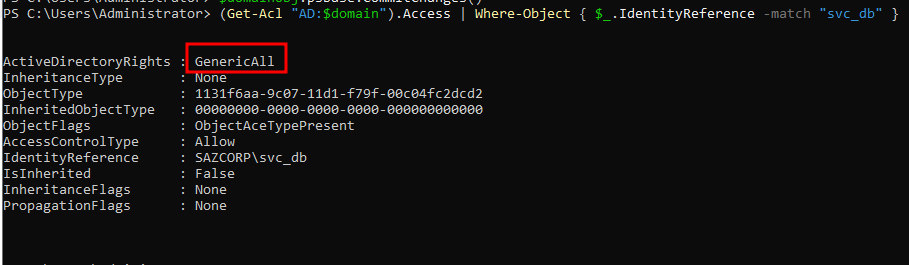 PS C:\Users\Administrator> (Get-Acl "AD:$domain").Access | Where-Object { $_.IdentityReference -match "svc_db" }
ActiveDirectoryRights : GenericAll
InheritanceType : None
ObjectType : 1131f6aa-9c07-11d1-f79f-00c04fc2dcd2
InheritedObjectType : 00000000-0000-0000-0000-000000000000
ObjectFlags : ObjectAceTypePresent
AccessControlType : Allow
IdentityReference : SAZCORP\svc_db
IsInherited : False
InheritanceFlags : None
PropagationFlags : None